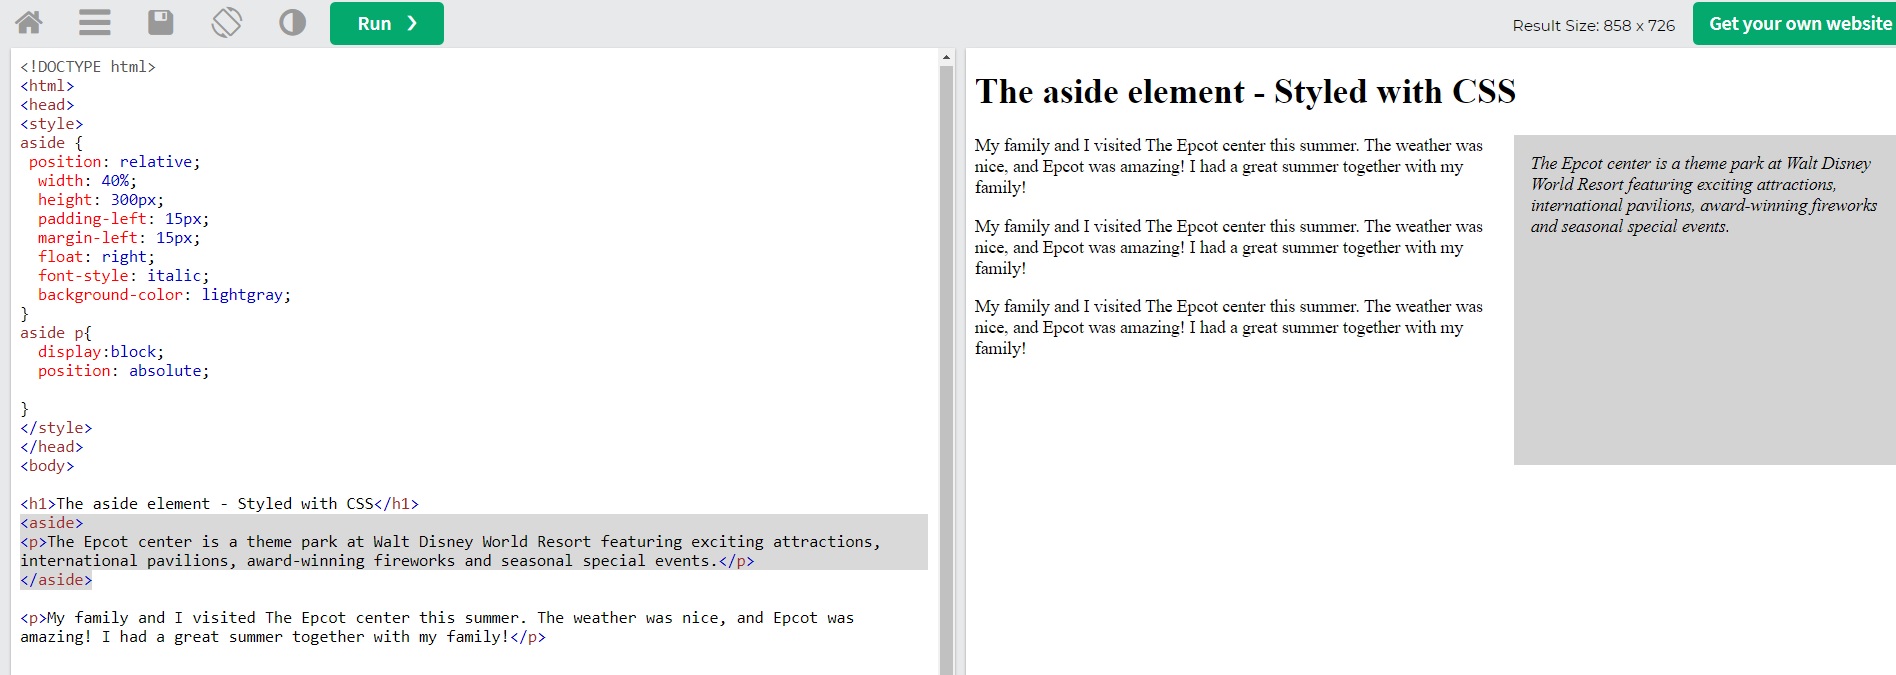 Run ❯
Result Size: 858 x 726
Get your own website
<!DOCTYPE html>
<html>
<head>
<style>
aside {
 position: relative;
  width: 40%;
  height: 300px;
  padding-left: 15px;
  margin-left: 15px;
  float: right;
  font-style: italic;
  background-color: lightgray;
}
aside p{
  display:block;
  position: absolute;
}
</style>
</head>
<body>
<h1>The aside element - Styled with CSS</h1>
<aside>
<p>The Epcot center is a theme park at Walt Disney World Resort featuring exciting attractions,
international pavilions, award-winning fireworks and seasonal special events.</p>
</aside>
<p>My family and I visited The Epcot center this summer. The weather was nice, and Epcot was
amazing! I had a great summer together with my family!</p>
The aside element - Styled with CSS
My family and I visited The Epcot center this summer. The weather was
nice, and Epcot was amazing! I had a great summer together with my
family!
My family and I visited The Epcot center this summer. The weather was
nice, and Epcot was amazing! I had a great summer together with my
family!
My family and I visited The Epcot center this summer. The weather was
nice, and Epcot was amazing! I had a great summer together with my
family!
The Epcot center is a theme park at Walt Disney
World Resort featuring exciting attractions,
international pavilions, award-winning fireworks
and seasonal special events.